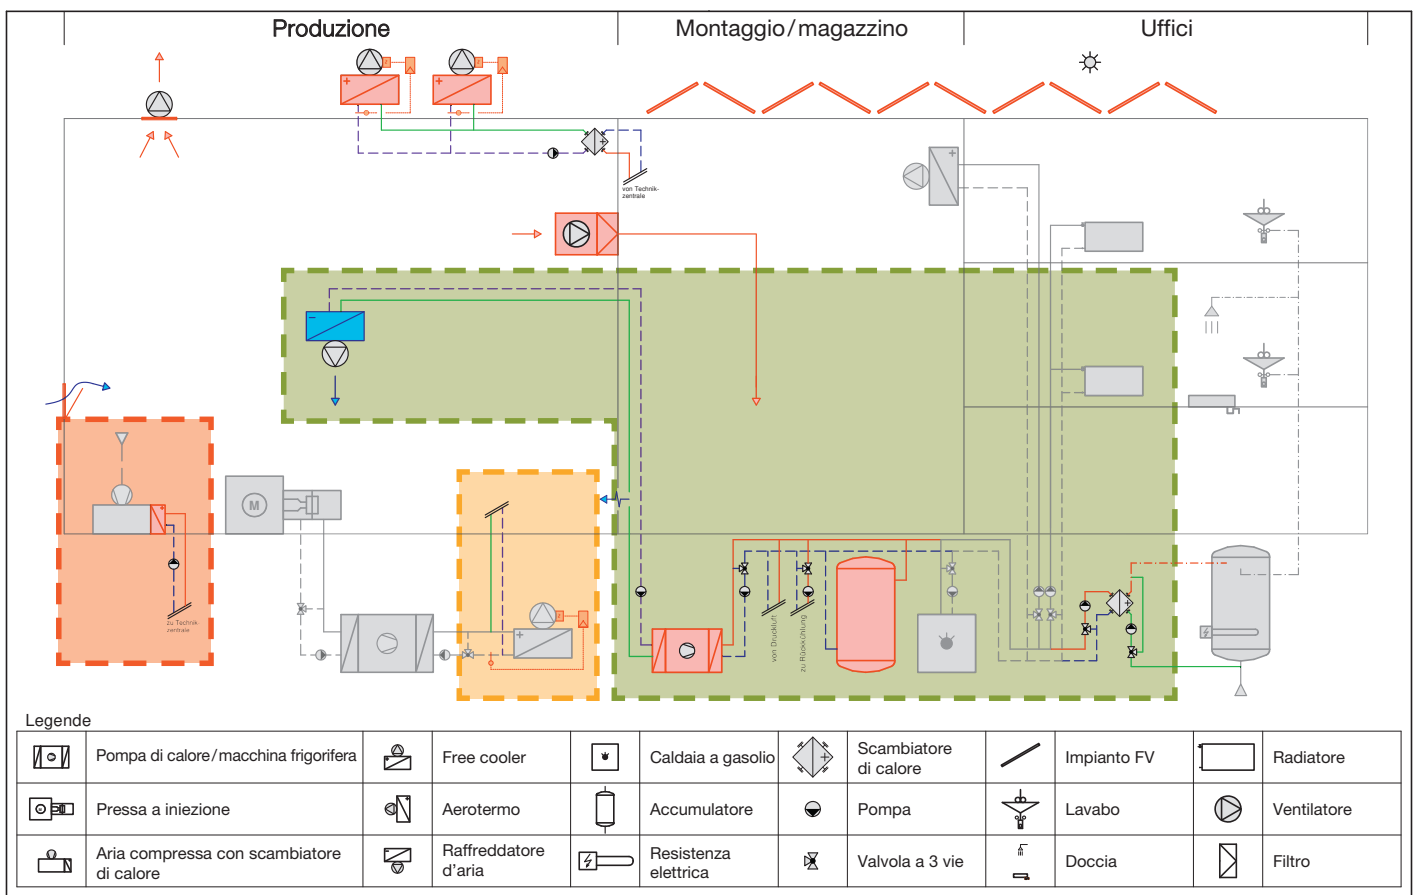 Produzione
Montaggio/magazzino
Uffici
von Technik-
zentrale
M
zu Technik
zentrale
von Druckluft
zu Rückkühlung
Legende
Pompa di calore/macchina frigorifera
Free cooler
Caldaia a gasolio
Scambiatore
di calore
Impianto FV
Radiatore
Pressa a iniezione
Aerotermo
Accumulatore
Pompa
Lavabo
Ventilatore
Aria compressa con scambiatore
di calore
Raffreddatore
d'aria
Resistenza
elettrica
Valvola a 3 vie
Doccia
Filtro